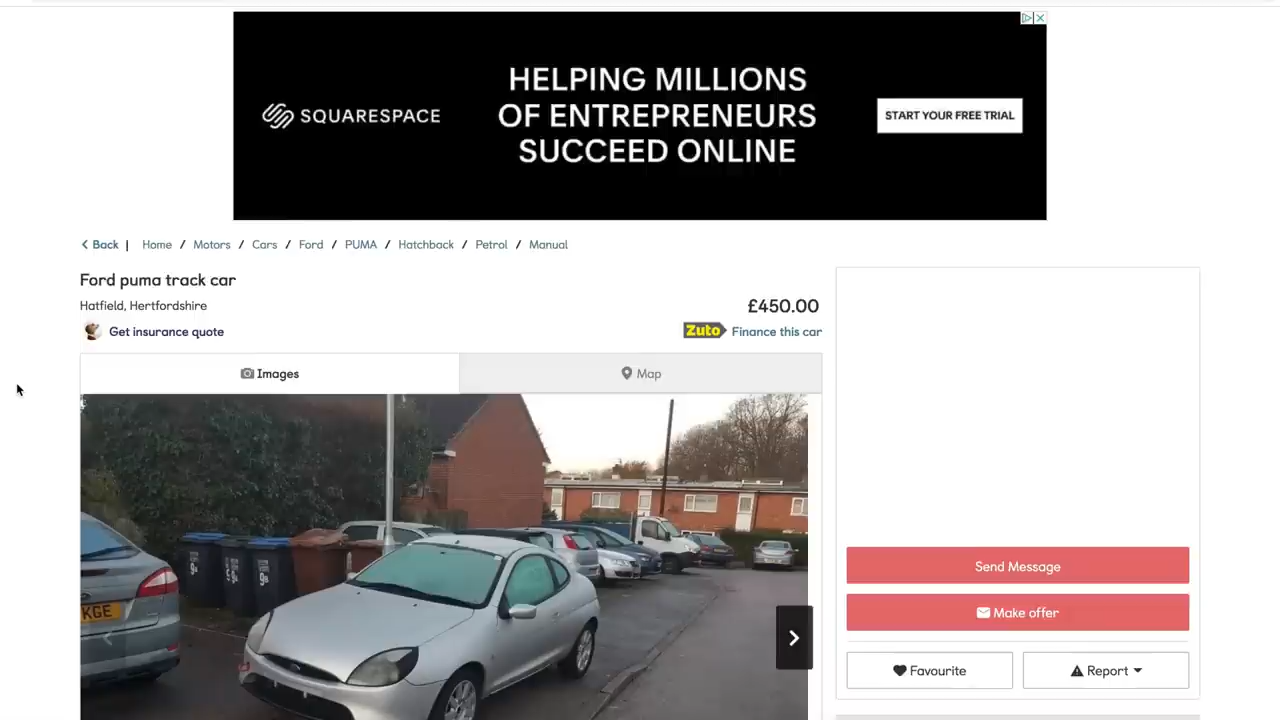 SQUARESPACE
HELPING MILLIONS
OF ENTREPRENEURS
SUCCEED ONLINE
START YOUR FREE TRIAL
Back | Home / Motors / Cars / Ford / PUMA / Hatchback / Petrol / Manual
Ford puma track car
Hatfield, Hertfordshire
£450.00
Get insurance quote
Zuto Finance this car
Images
Map
KGE
9B
9B
Send Message
Make offer
Favourite
Report